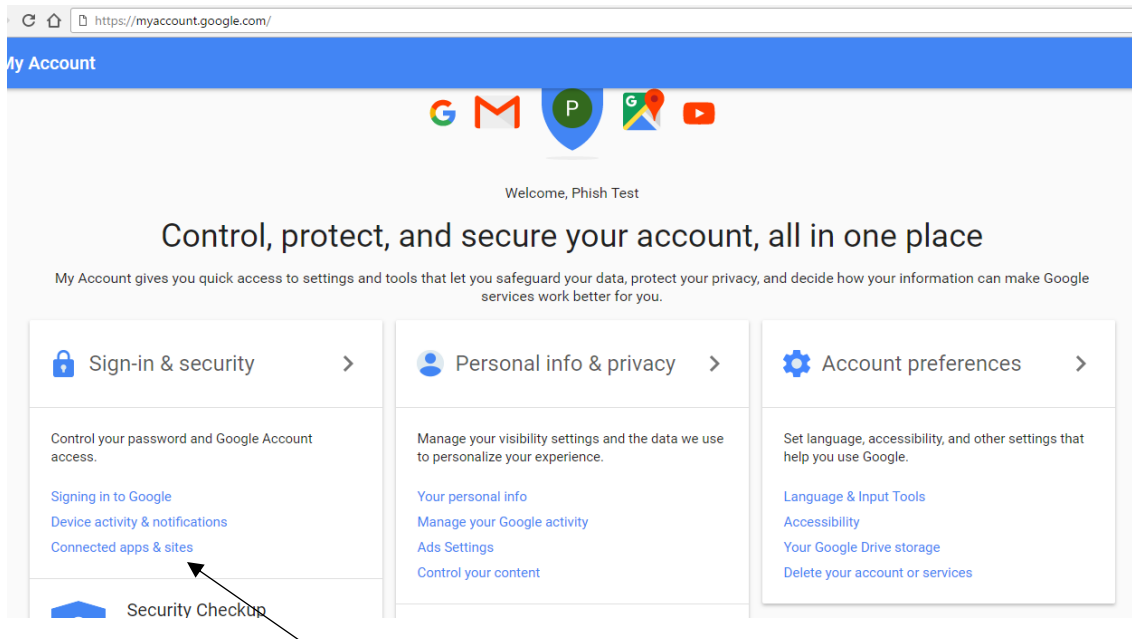 https://myaccount.google.com/
My Account
G
P
G
Welcome, Phish Test
Control, protect, and secure your account, all in one place
My Account gives you quick access to settings and tools that let you safeguard your data, protect your privacy, and decide how your information can make Google
services work better for you.
Sign-in & security
Control your password and Google Account
access.
Signing in to Google
Device activity & notifications
Connected apps & sites
Security Checkup
Personal info & privacy
Manage your visibility settings and the data we use
to personalize your experience.
Your personal info
Manage your Google activity
Ads Settings
Control your content
Account preferences
Set language, accessibility, and other settings that
help you use Google.
Language & Input Tools
Accessibility
Your Google Drive storage
Delete your account or services